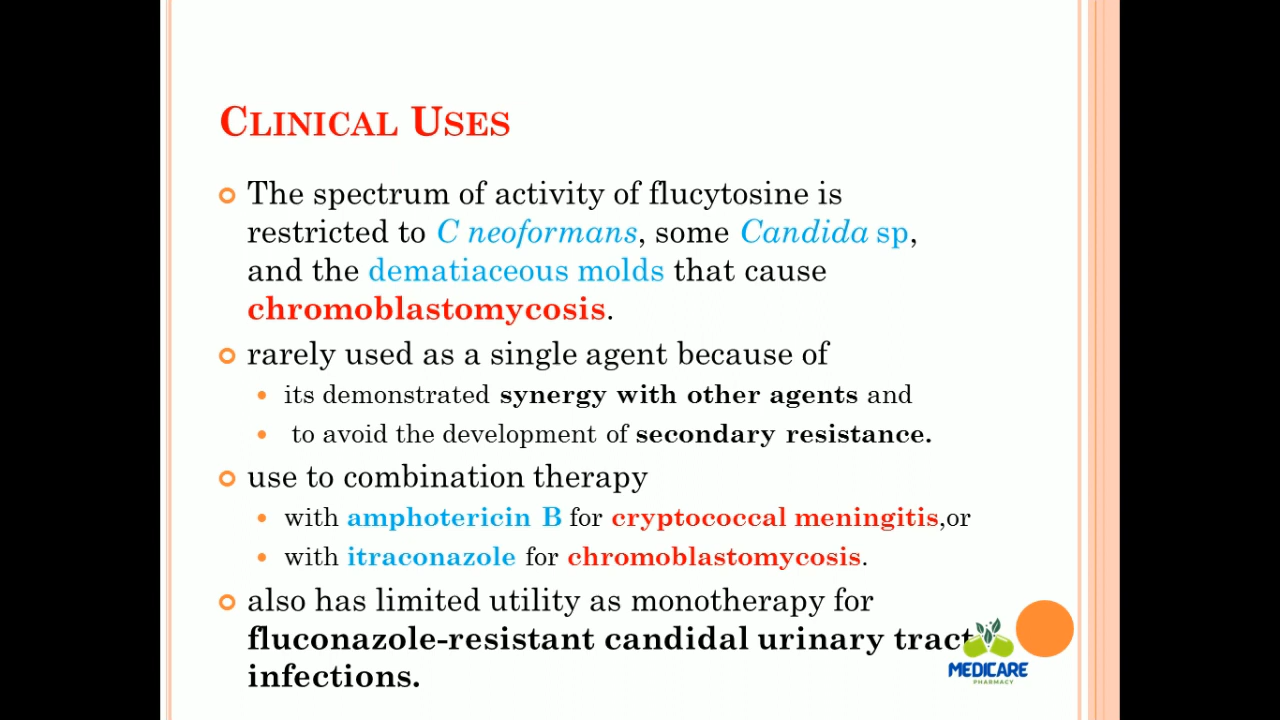 CLINICAL USES
The spectrum of activity of flucytosine is
restricted to C neoformans, some Candida sp,
and the dematiaceous molds that cause
chromoblastomycosis.
rarely used as a single agent because of
its demonstrated synergy with other agents and
to avoid the development of secondary resistance.
use to combination therapy
with amphotericin B for cryptococcal meningitis,or
with itraconazole for chromoblastomycosis.
also has limited utility as monotherapy for
fluconazole-resistant candidal urinary tract
infections.
MEDICARE
PHARMACY